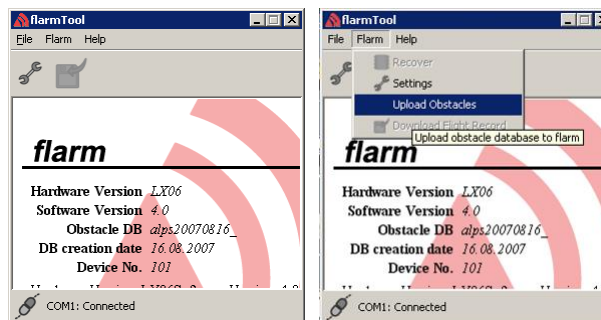 flarmTool
File Flarm Help
flarm
Hardware Version LX06
Software Version 4.0
Obstacle DB alps20070816_
DB creation date 16.08.2007
Device No. 101
COM1: Connected
flarmTool
File Flarm Help
Recover
Settings
Upload Obstacles
Download Flight Record
Upload obstacle database to flarm
flarm
Hardware Version LX06
Software Version 4.0
Obstacle DB alps20070816_
DB creation date 16.08.2007
Device No. 101
COM1: Connected